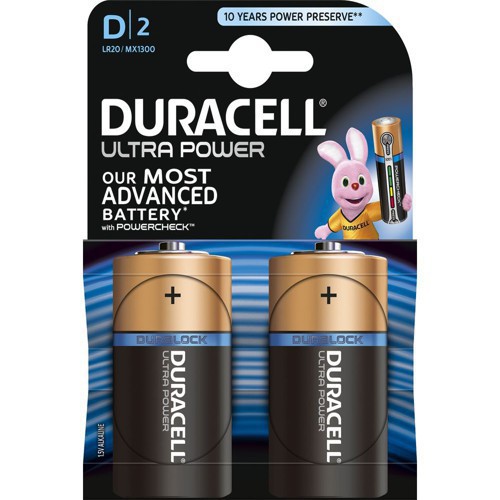 D 2
LR20/MX1300
10 YEARS POWER PRESERVE**
DURACELL®
ULTRA POWER
OUR MOST
ADVANCED
BATTERY*
with POWERCHECK™
DURACELL
POWERCHECK
DURALOCK
DURACELL
ULTRA POWER
1.5V ALKALINE
DURALOCK
DURACELL
ULTRA POWER